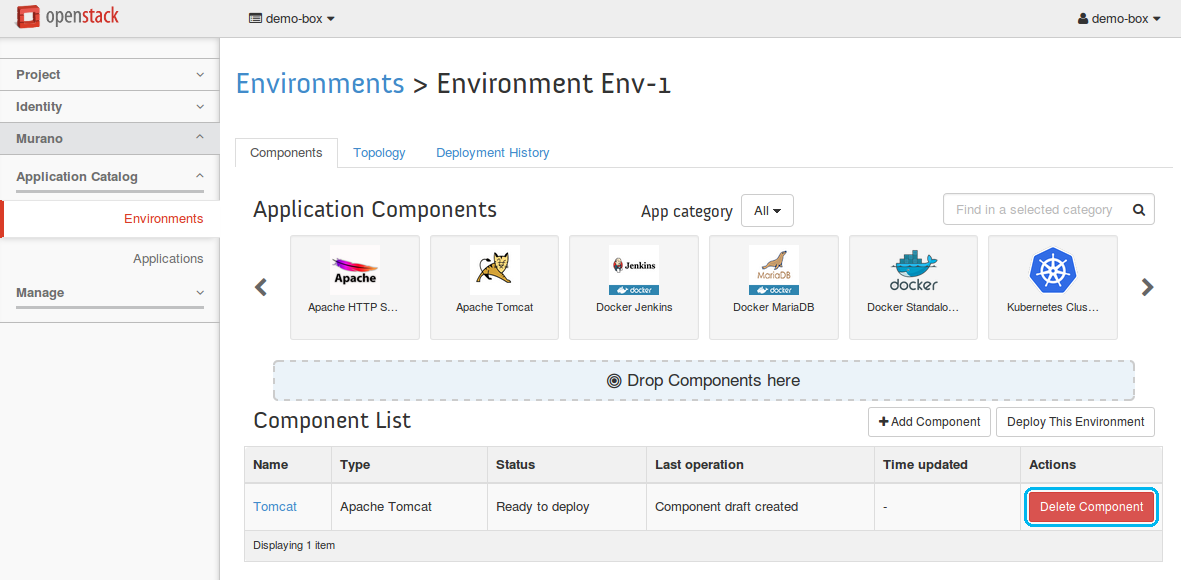 openstack
demo-box
demo-box
Project
Identity
Murano
Application Catalog
Environments
Applications
Manage
Environments > Environment Env-1
Components
Topology
Deployment History
Application Components
App category
All
Find in a selected category
Apache
Apache HTTP S...
Apache Tomcat
Jenkins
docker
Docker Jenkins
MariaDB
docker
Docker MariaDB
docker
Docker Standalo...
Kubernetes Clus...
Drop Components here
Component List
Add Component
Deploy This Environment
Name Type Status Last operation Time updated Actions
Tomcat Apache Tomcat Ready to deploy Component draft created - Delete Component
Displaying 1 item